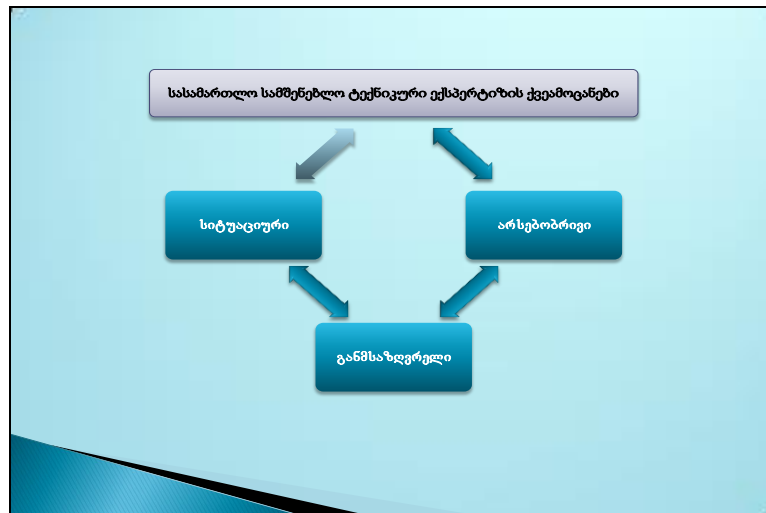 სასამართლო სამშენებლო ტექნიკური ექსპერტიზის ქვეამოცანები
სიტუაციური
არსებობრივი
განმსაზღვრელი